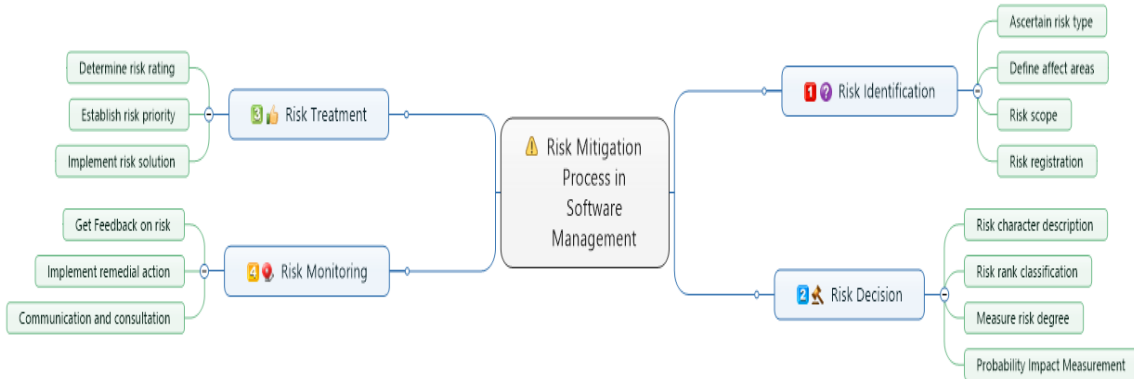 Risk Mitigation
Process in
Software
Management
1 Risk Identification
Ascertain risk type
Define affect areas
Risk scope
Risk registration
2 Risk Decision
Risk character description
Risk rank classification
Measure risk degree
Probability Impact Measurement
3 Risk Treatment
Determine risk rating
Establish risk priority
Implement risk solution
4 Risk Monitoring
Get Feedback on risk
Implement remedial action
Communication and consultation